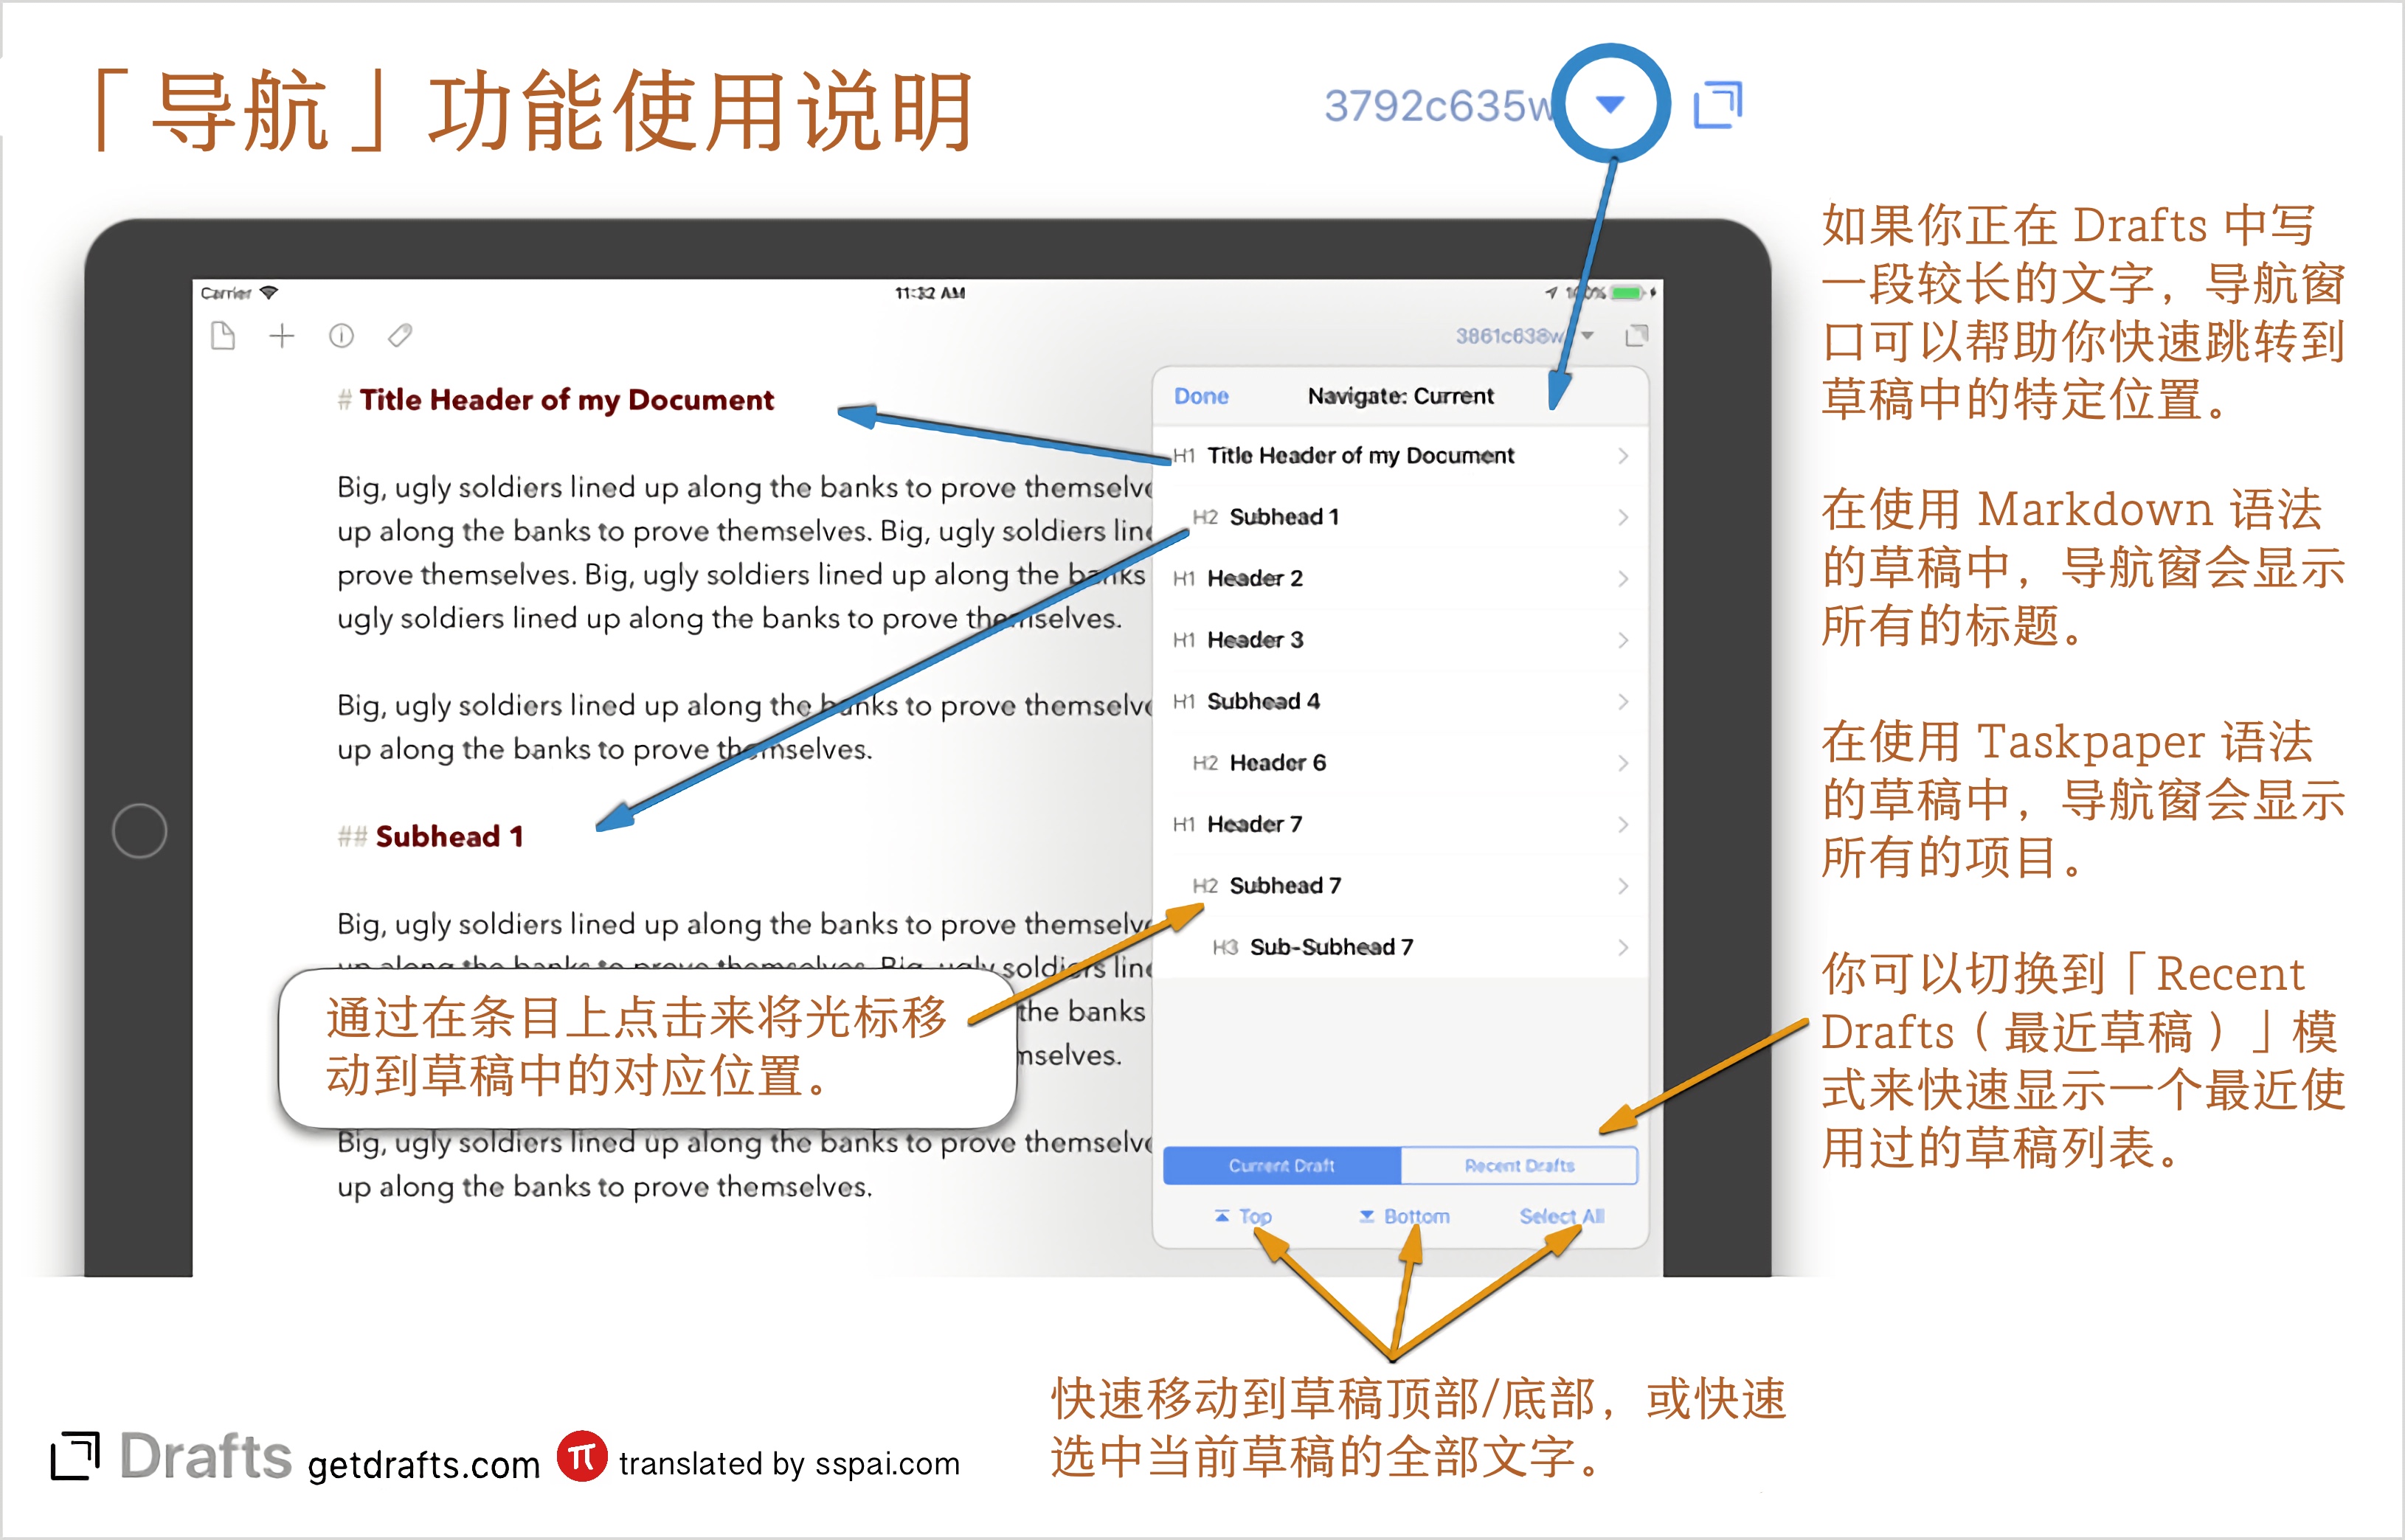 「导航」功能使用说明
3792c635w
如果你正在 Drafts 中写
一段较长的文字，导航窗
口可以帮助你快速跳转到
草稿中的特定位置。
在使用 Markdown 语法
的草稿中，导航窗会显示
所有的标题。
在使用 Taskpaper 语法
的草稿中，导航窗会显示
所有的项目。
你可以切换到「Recent
Drafts（最近草稿）」模
式来快速显示一个最近使
用过的草稿列表。
Carrier
11:32 AM
100%
3861c638w
# Title Header of my Document
Big, ugly soldiers lined up along the banks to prove
up along the banks to prove themselves. Big, ugly soldiers
prove themselves. Big, ugly soldiers lined up along the banks
ugly soldiers lined up along the banks to prove themselves.
Big, ugly soldiers lined up along the banks to prove
up along the banks to prove themselves.
## Subhead 1
Big, ugly soldiers lined up along the banks to prove
up along the banks to prove themselves. Big, ugly soldiers
the banks
Big, ugly soldiers lined up along the banks to prove
up along the banks to prove themselves.
通过在条目上点击来将光标移
动到草稿中的对应位置。
Done
Navigate: Current
H1 Title Header of my Document
H2 Subhead 1
H1 Header 2
H1 Header 3
H1 Subhead 4
H2 Header 6
H1 Header 7
H2 Subhead 7
H3 Sub-Subhead 7
Current Draft
Recent Drafts
Top
Bottom
Select All
快速移动到草稿顶部/底部，或快速
选中当前草稿的全部文字。
Drafts getdrafts.com π translated by sspai.com